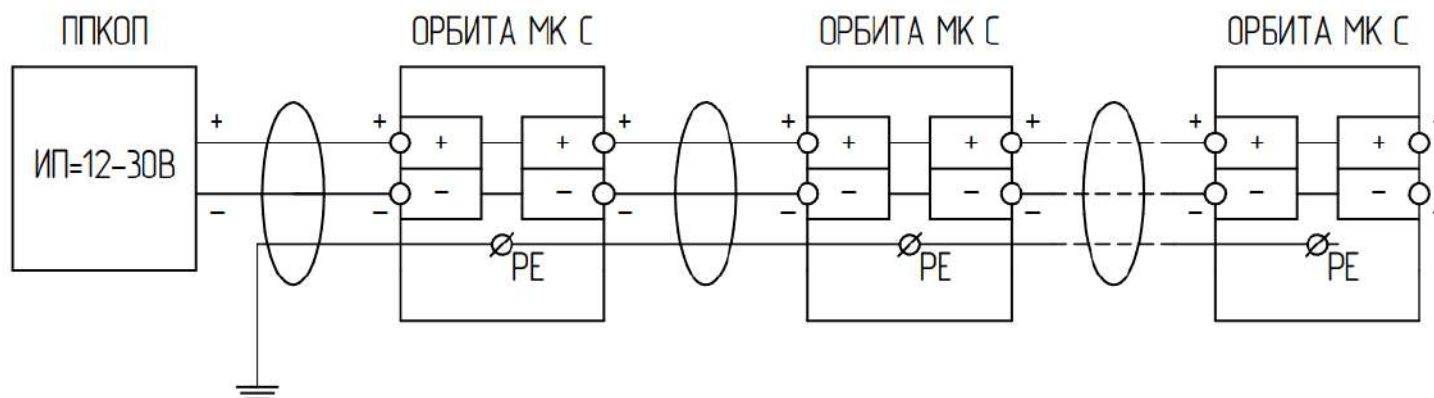 ППКОП
ОРБИТА МК С
ОРБИТА МК С
ОРБИТА МК С
ИП=12-30В
+ + + + + + + + + + + +
- - - - - - - - - - - -
PE
PE
PE